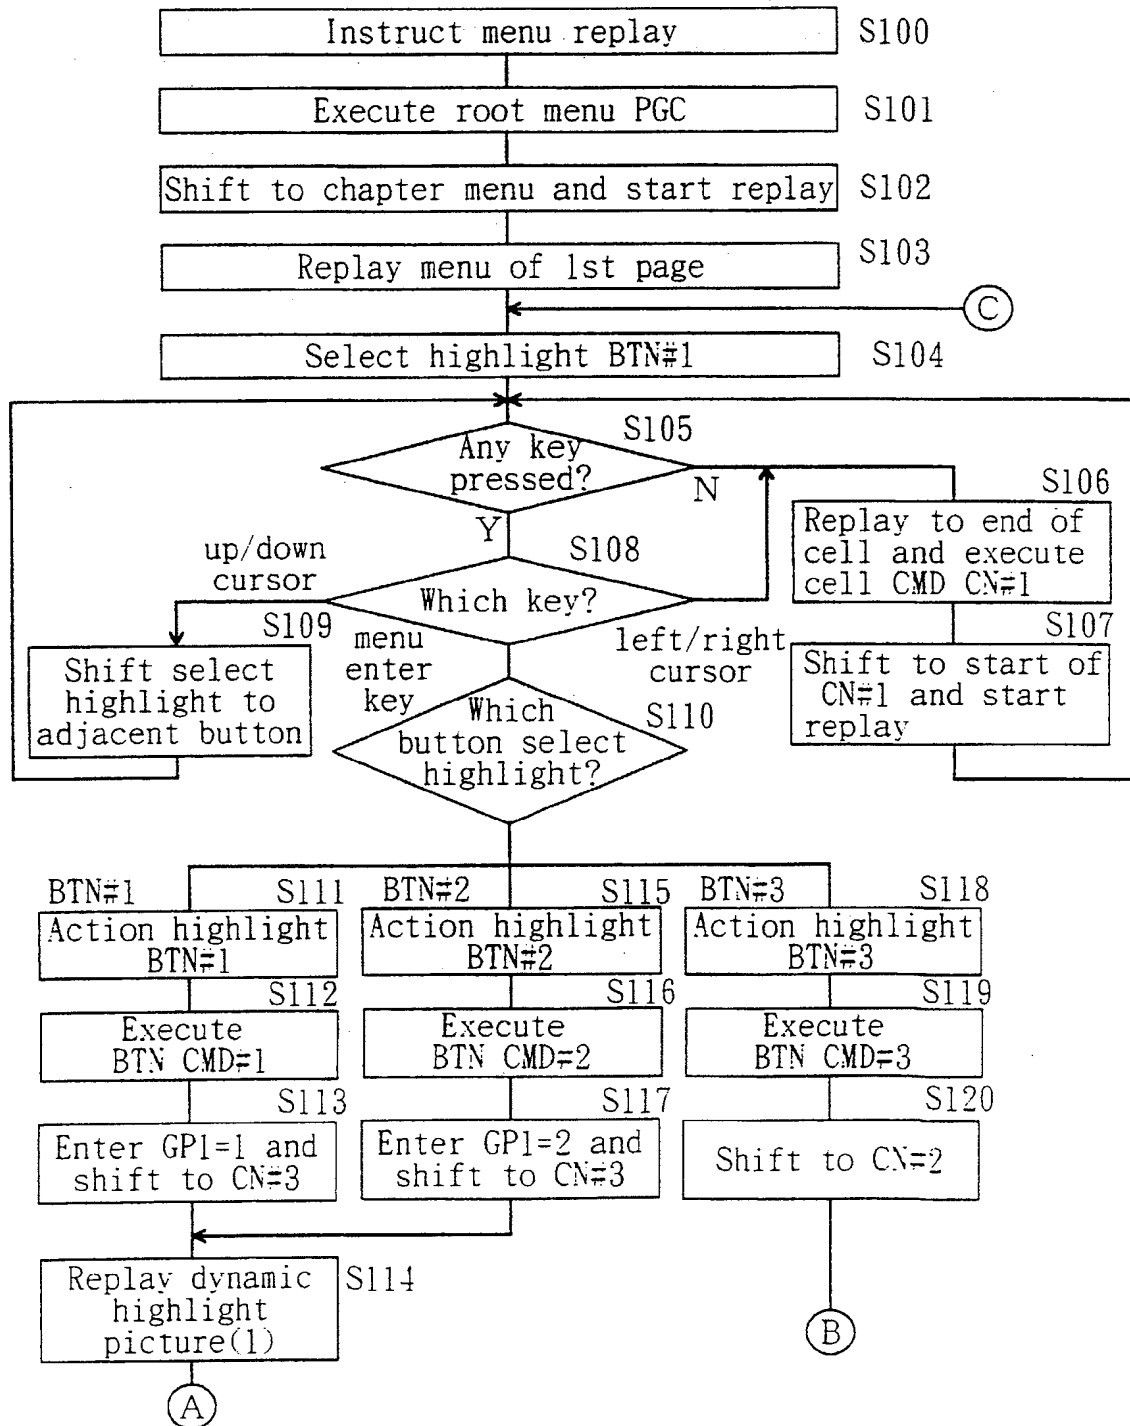 Instruct menu replay
S100
Execute root menu PGC
S101
Shift to chapter menu and start replay
S102
Replay menu of 1st page
S103
C
Select highlight BTN#1
S104
S105
Any key
pressed?
N
Y
S106
Replay to end of
cell and execute
cell CMD CN#1
S107
Shift to start of
CN#1 and start
replay
S108
up/down
cursor
Which key?
S109
menu
enter
key
left/right
cursor
Shift select
highlight to
adjacent button
S110
Which
button select
highlight?
BTN#1
S111
Action highlight
BTN#1
S112
Execute
BTN CMD#1
S113
Enter GP1=1 and
shift to CN#3
BTN#2
S115
Action highlight
BTN#2
S116
Execute
BTN CMD#2
S117
Enter GP1=2 and
shift to CN#3
BTN#3
S118
Action highlight
BTN#3
S119
Execute
BTN CMD#3
S120
Shift to CN#2
Replay dynamic
highlight
picture(1)
S114
B
A